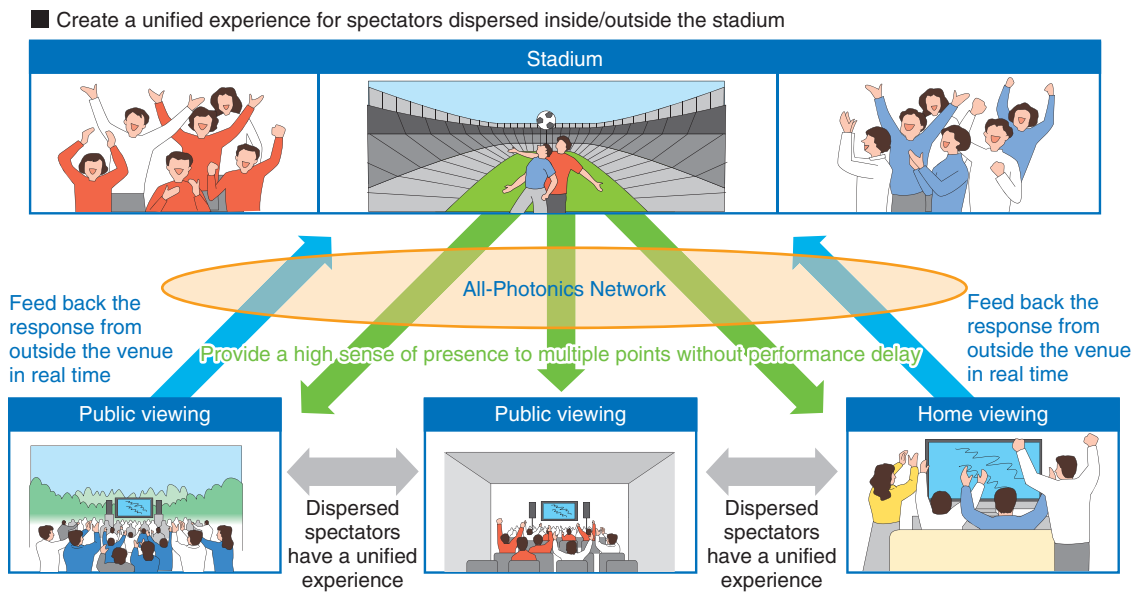 ■ Create a unified experience for spectators dispersed inside/outside the stadium
Stadium
All-Photonics Network
Feed back the
response from
outside the venue
in real time
Feed back the
response from
outside the venue
in real time
Provide a high sense of presence to multiple points without performance delay
Public viewing
Public viewing
Home viewing
Dispersed
spectators
have a unified
experience
Dispersed
spectators
have a unified
experience